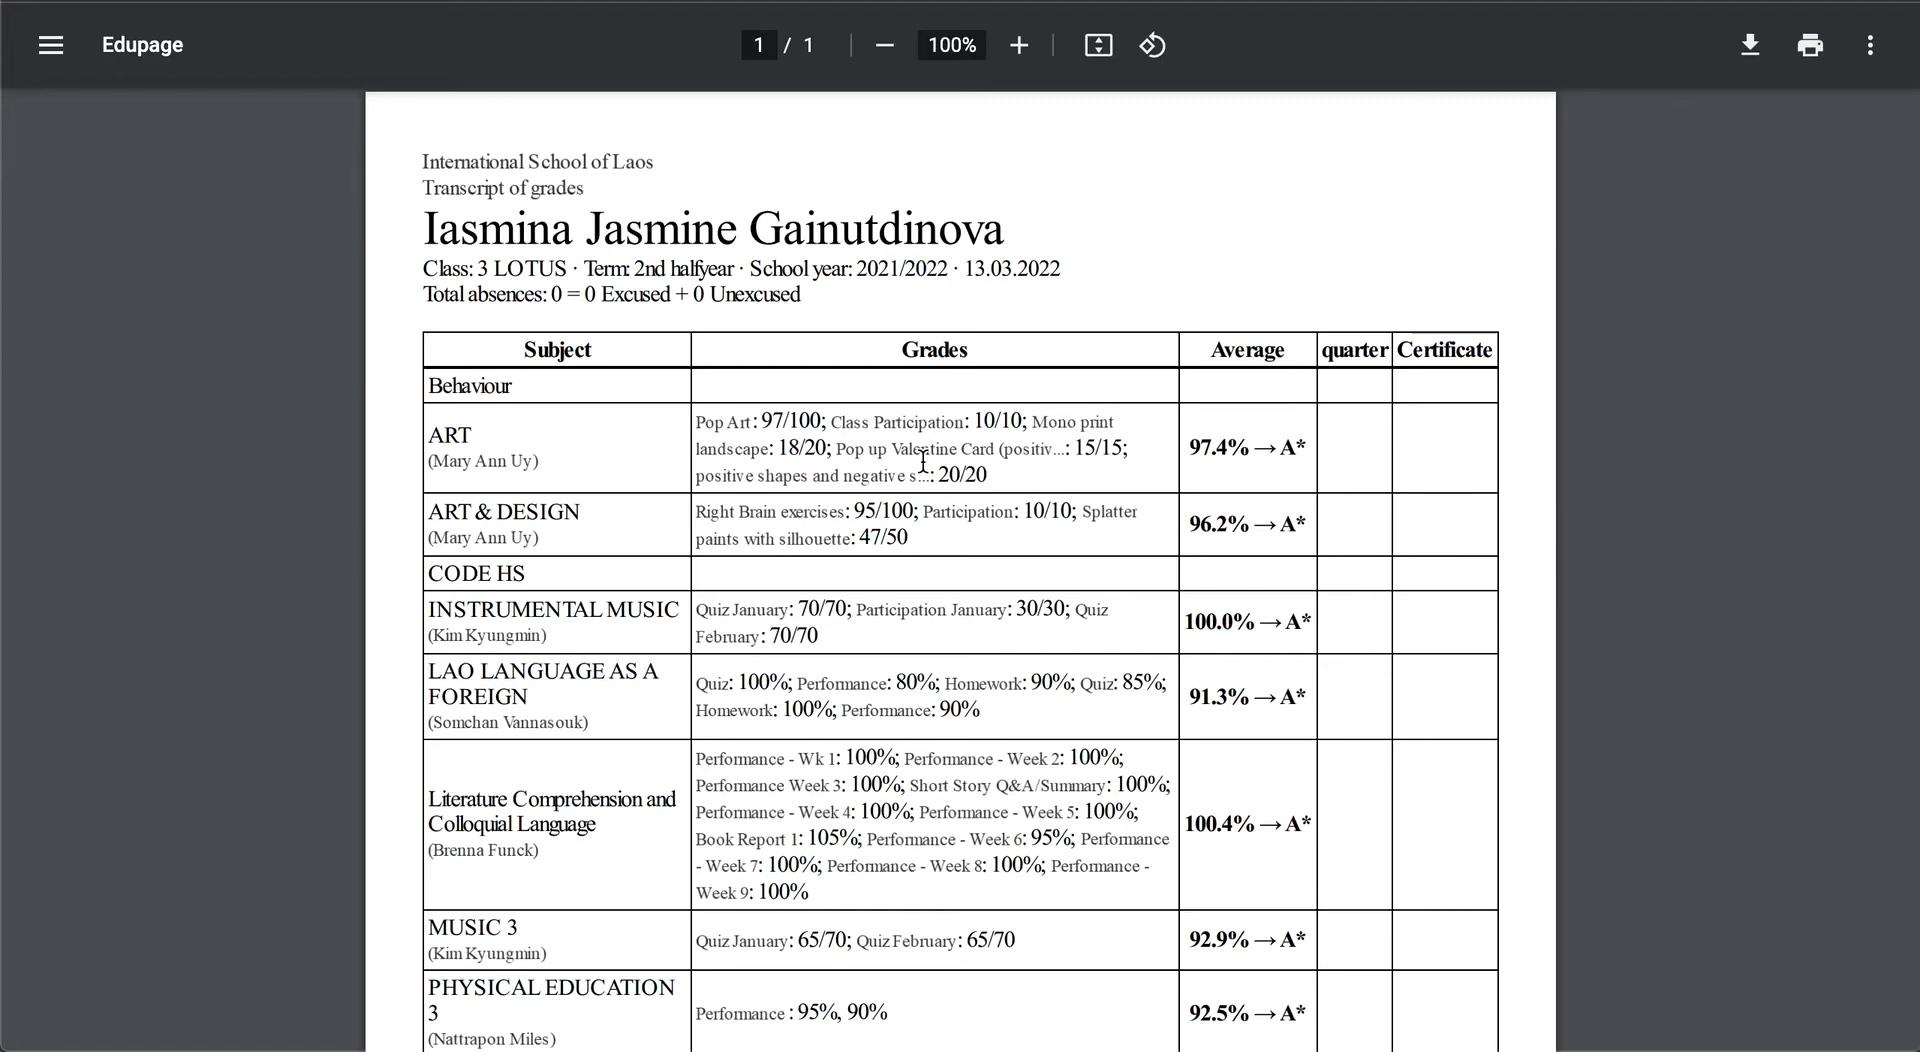 Edupage
1 / 1
100%
International School of Laos
Transcript of grades
Iasmina Jasmine Gainutdinova
Class: 3 LOTUS · Term: 2nd halfyear · School year: 2021/2022 · 13.03.2022
Total absences: 0 = 0 Excused + 0 Unexcused
Subject Grades Average quarter Certificate
Behaviour
ART
(Mary Ann Uy)
Pop Art: 97/100; Class Participation: 10/10; Mono print
landscape: 18/20; Pop up Valentine Card (positiv...: 15/15;
positive shapes and negative s...: 20/20
97.4% → A*
ART & DESIGN
(Mary Ann Uy)
Right Brain exercises: 95/100; Participation: 10/10; Splatter
paints with silhouette: 47/50
96.2% → A*
CODE HS
INSTRUMENTAL MUSIC
(Kim Kyungmin)
Quiz January: 70/70; Participation January: 30/30; Quiz
February: 70/70
100.0% → A*
LAO LANGUAGE AS A
FOREIGN
(Somchan Vannasouk)
Quiz: 100%; Performance: 80%; Homework: 90%; Quiz: 85%;
Homework: 100%; Performance: 90%
91.3% → A*
Literature Comprehension and
Colloquial Language
(Brenna Funck)
Performance - Wk 1: 100%; Performance - Week 2: 100%;
Performance Week 3: 100%; Short Story Q&A/Summary: 100%;
Performance - Week 4: 100%; Performance - Week 5: 100%;
Book Report 1: 105%; Performance - Week 6: 95%; Performance
- Week 7: 100%; Performance - Week 8: 100%; Performance -
Week 9: 100%
100.4% → A*
MUSIC 3
(Kim Kyungmin)
Quiz January: 65/70; Quiz February: 65/70
92.9% → A*
PHYSICAL EDUCATION
3
(Nattrapon Miles)
Performance : 95%, 90%
92.5% → A*